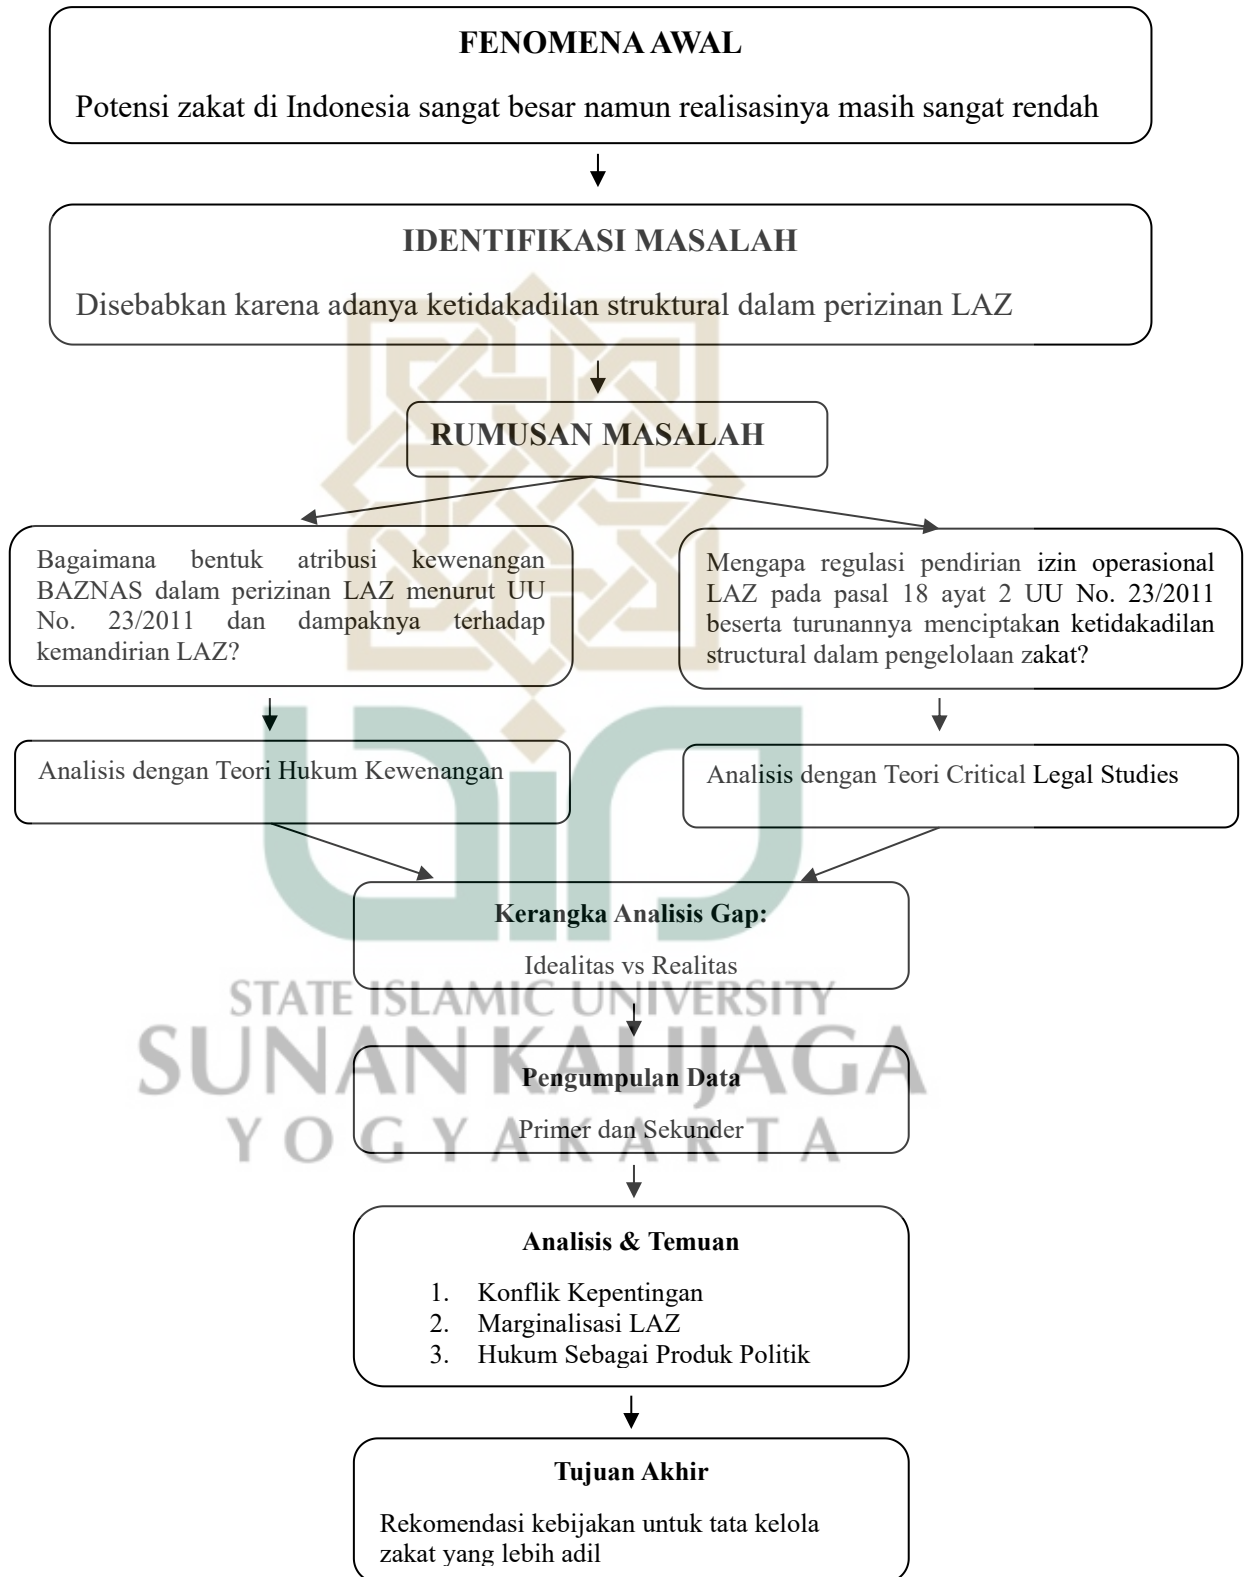 FENOMENA AWAL
Potensi zakat di Indonesia sangat besar namun realisasinya masih sangat rendah
IDENTIFIKASI MASALAH
Disebabkan karena adanya ketidakadilan struktural dalam perizinan LAZ
RUMUSAN MASALAH
Bagaimana bentuk atribusi kewenangan
BAZNAS dalam perizinan LAZ menurut UU
No. 23/2011 dan dampaknya terhadap
kemandirian LAZ?
Mengapa regulasi pendirian izin operasional
LAZ pada pasal 18 ayat 2 UU No. 23/2011
beserta turunannya menciptakan ketidakadilan
structural dalam pengelolaan zakat?
Analisis dengan Teori Hukum Kewenangan
Analisis dengan Teori Critical Legal Studies
Kerangka Analisis Gap:
Idealitas vs Realitas
STATE ISLAMIC UNIVERSITY
SUNAN KALIJAGA
YOGYAKARTA
Pengumpulan Data
Primer dan Sekunder
Analisis & Temuan
1. Konflik Kepentingan
2. Marginalisasi LAZ
3. Hukum Sebagai Produk Politik
Tujuan Akhir
Rekomendasi kebijakan untuk tata kelola
zakat yang lebih adil